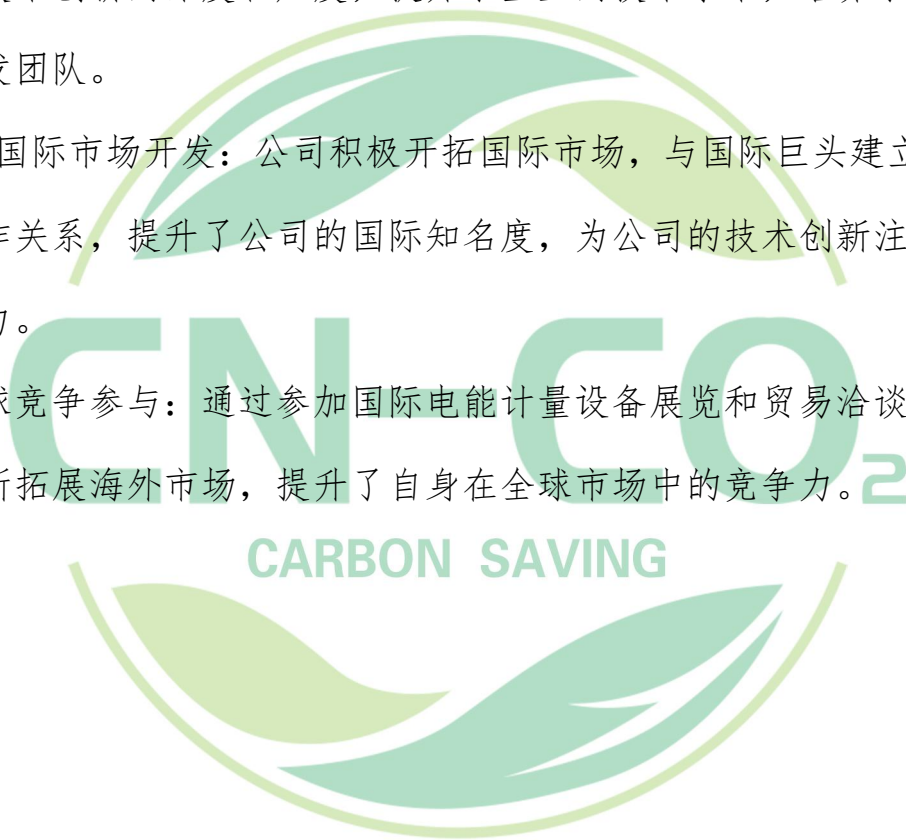 发团队。
国际市场开发：公司积极开拓国际市场，与国际巨头建立
作关系，提升了公司的国际知名度，为公司的技术创新注
力。
球竞争参与：通过参加国际电能计量设备展览和贸易洽谈
断拓展海外市场，提升了自身在全球市场中的竞争力。
CN-CO2
CARBON SAVING